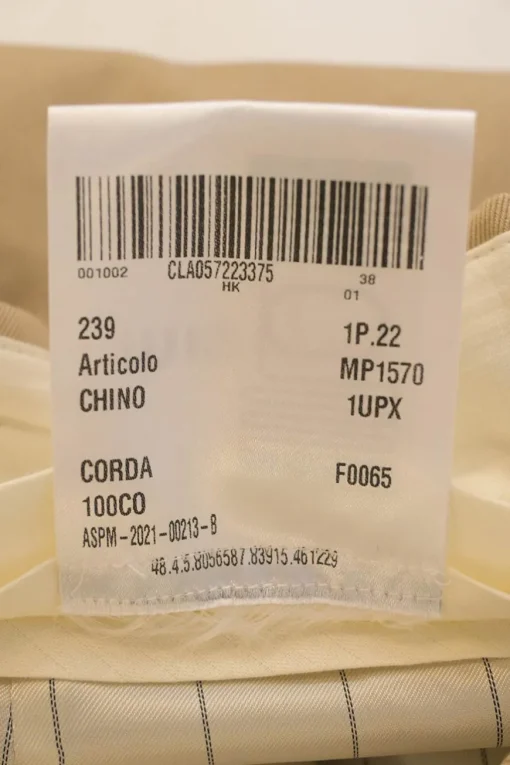 001002 CLA057223375 38
HK 01
239 1P.22
Articolo MP1570
CHINO 1UPX
CORDA F0065
100CO
ASPM-2021-00213-B
48.4.5.8056587.83915.461229